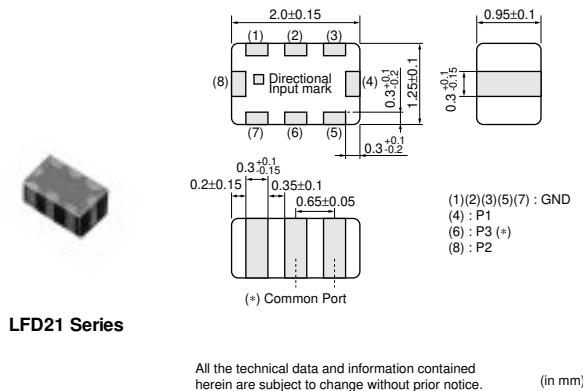 2.0±0.15
0.95±0.1
(1) (2) (3)
(8) Directional (4)
Input mark
0.3 +0.1 -0.2
1.25±0.1
0.3 +0.1 -0.15
(7) (6) (5)
0.3 +0.1 -0.2
0.3 +0.1 -0.15
0.2±0.15 0.35±0.1
0.65±0.05
(1)(2)(3)(5)(7) : GND
(4) : P1
(6) : P3 (*)
(8) : P2
(*) Common Port
LFD21 Series
All the technical data and information contained
herein are subject to change without prior notice.
(in mm)